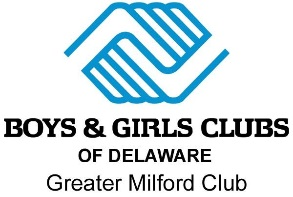 BOYS & GIRLS CLUBS
OF DELAWARE
Greater Milford Club